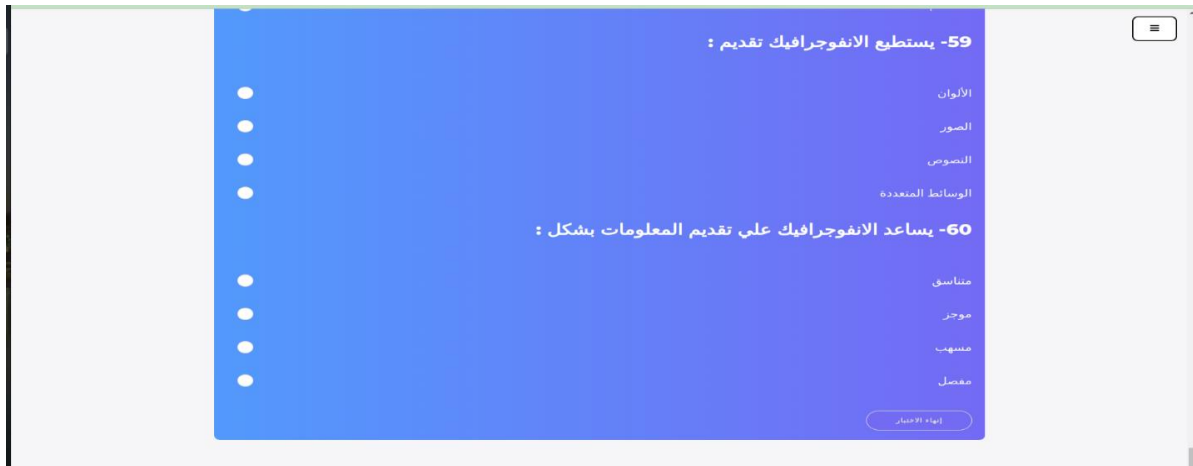 59- يستطيع الانفوجرافيك تقديم :
الألوان
الصور
النصوص
الوسائط المتعددة
60- يساعد الانفوجرافيك علي تقديم المعلومات بشكل :
متناسق
موجز
مسهب
مفصل
إنهاء الاختبار